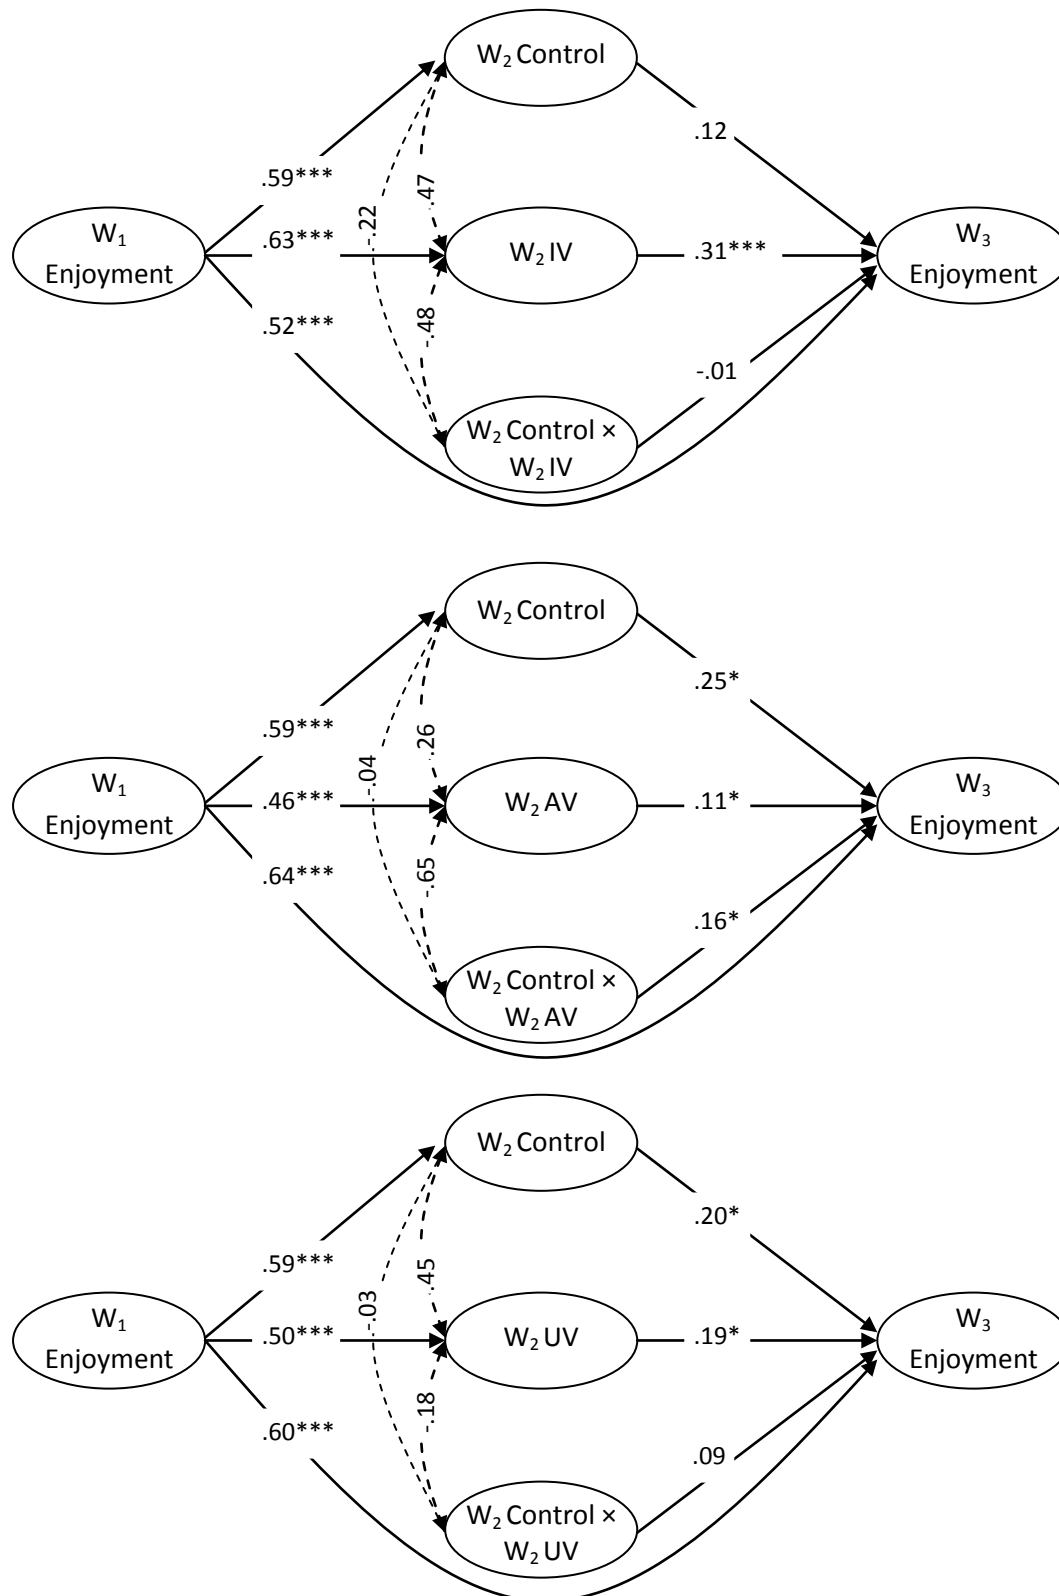 W₂ Control
.12
.59***
.47
-.22
W₁
Enjoyment
.63***
W₂ IV
.31***
W₃
Enjoyment
.52***
-.48
-.01
W₂ Control ×
W₂ IV
W₂ Control
.25*
.59***
.26
-.04
W₁
Enjoyment
.46***
W₂ AV
.11*
W₃
Enjoyment
.64***
-.65
.16*
W₂ Control ×
W₂ AV
W₂ Control
.20*
.59***
.45
-.03
W₁
Enjoyment
.50***
W₂ UV
.19*
W₃
Enjoyment
.60***
-.18
.09
W₂ Control ×
W₂ UV